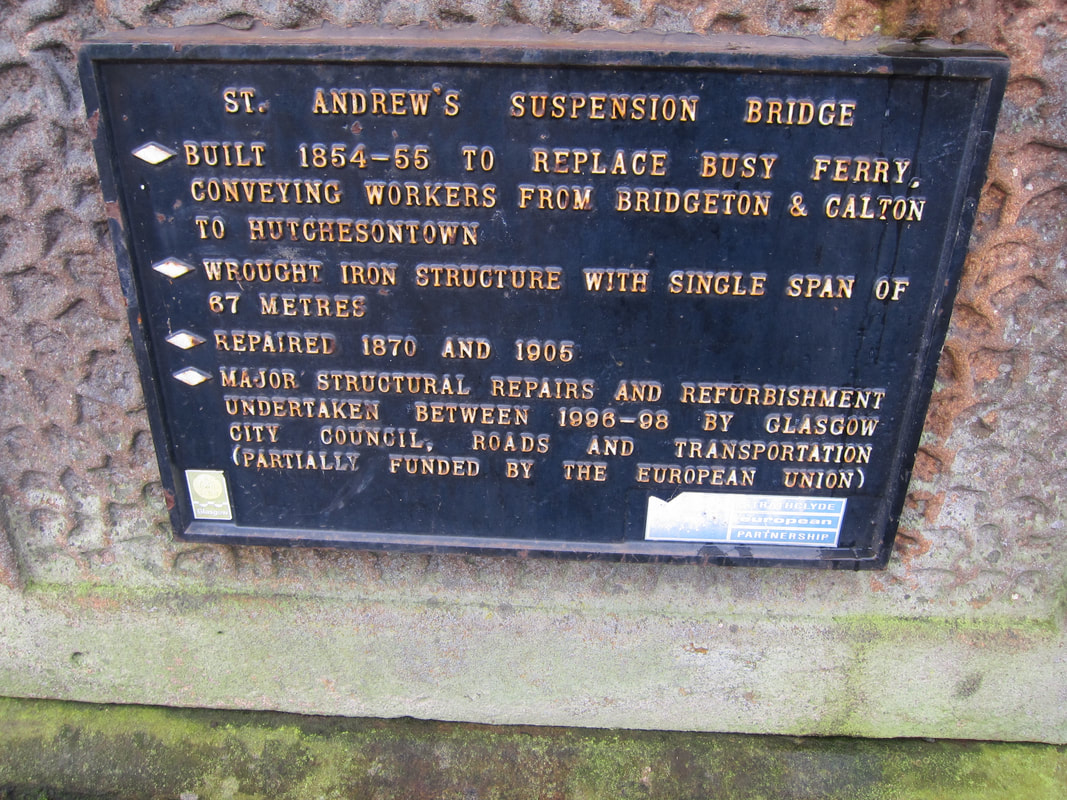 ST. ANDREW'S SUSPENSION BRIDGE
BUILT 1854-55 TO REPLACE BUSY FERRY,
CONVEYING WORKERS FROM BRIDGETON & CALTON
TO HUTCHESONTOWN
WROUGHT IRON STRUCTURE WITH SINGLE SPAN OF
67 METRES
REPAIRED 1870 AND 1905
MAJOR STRUCTURAL REPAIRS AND REFURBISHMENT
UNDERTAKEN BETWEEN 1996-98 BY GLASGOW
CITY COUNCIL, ROADS AND TRANSPORTATION
(PARTIALLY FUNDED BY THE EUROPEAN UNION)
Glasgow
european
PARTNERSHIP